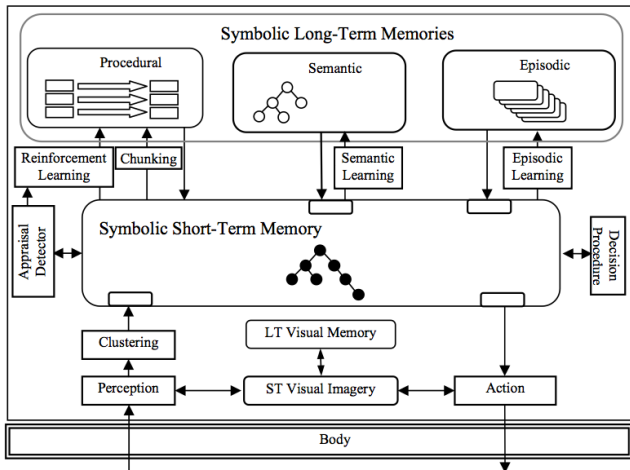 Symbolic Long-Term Memories
Procedural
Semantic
Episodic
Reinforcement
Learning
Chunking
Semantic
Learning
Episodic
Learning
Symbolic Short-Term Memory
Appraisal
Detector
Decision
Procedure
Clustering
LT Visual Memory
Perception
ST Visual Imagery
Action
Body